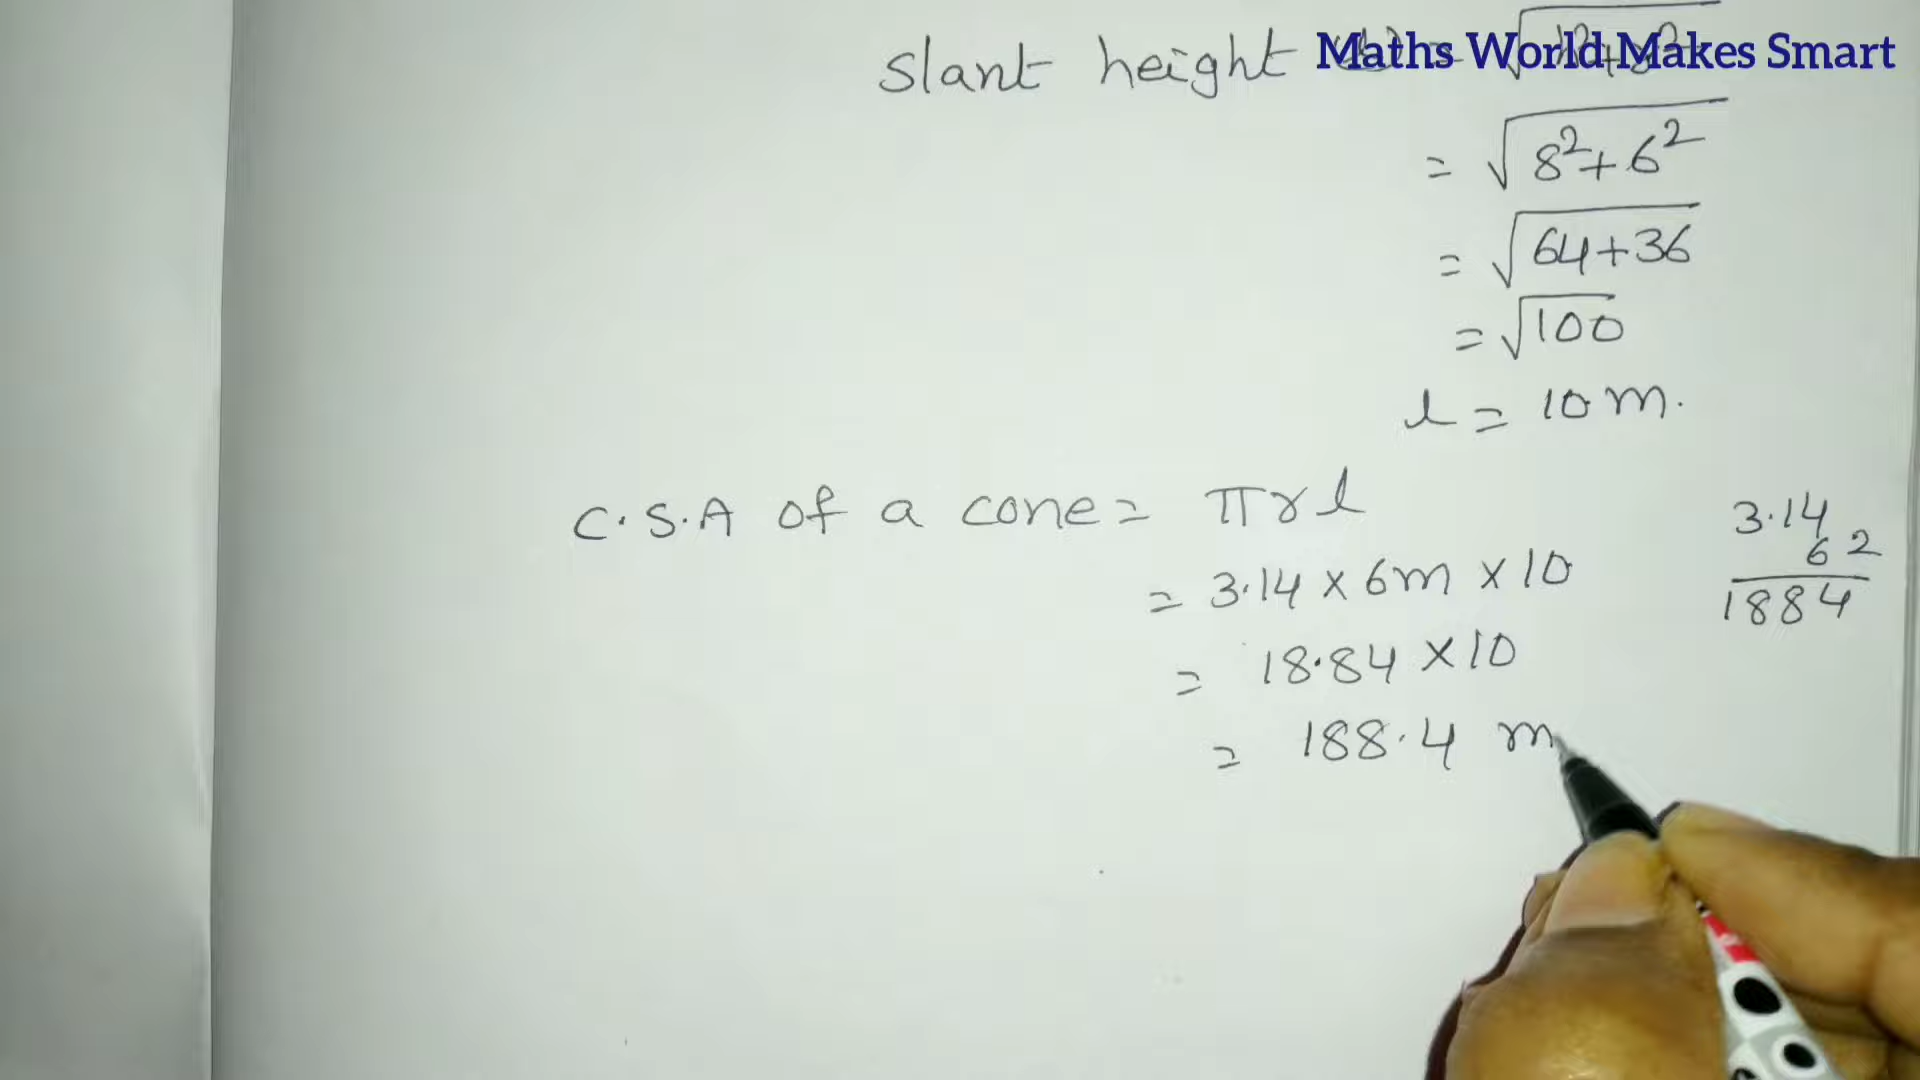 Maths World Makes Smart
slant height
= √8²+6²
= √64+36
= √100
l = 10 m.
C.S.A of a cone = πrl
= 3.14 × 6m × 10
= 18.84 × 10
= 188.4 m
3.14
6 2
1884